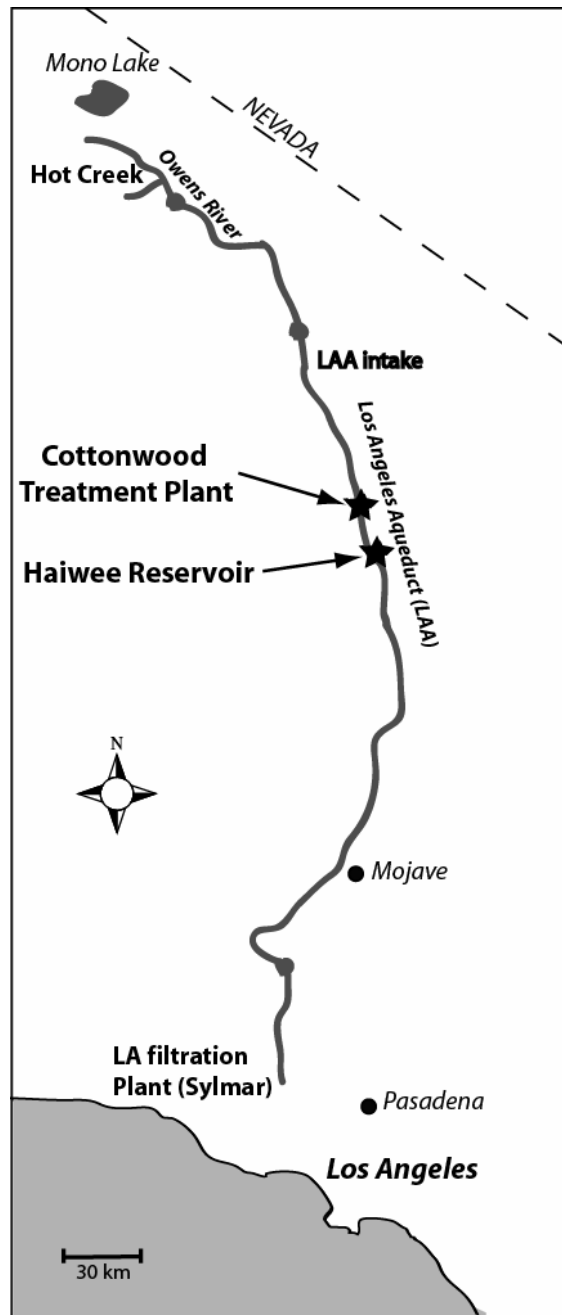 Mono Lake
NEVADA
Hot Creek
Owens River
LAA intake
Los Angeles Aqueduct (LAA)
Cottonwood
Treatment Plant
Haiwee Reservoir
N
Mojave
LA filtration
Plant (Sylmar)
Pasadena
Los Angeles
30 km